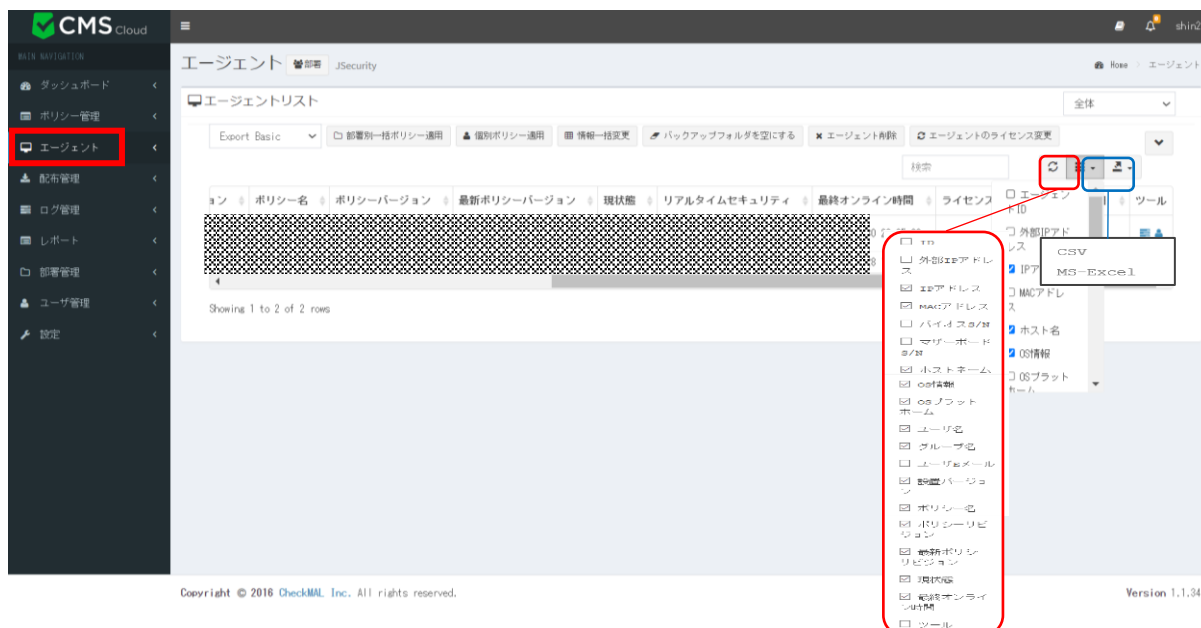 CMS Cloud
shin2
MAIN NAVIGATION
ダッシュボード
ポリシー管理
エージェント
配布管理
ログ管理
レポート
部署管理
ユーザ管理
設定
エージェント 部署 JSecurity
Home > エージェント
エージェントリスト
全体
Export Basic
部署別一括ポリシー適用
個別ポリシー適用
情報一括変更
バックアップフォルダを空にする
エージェント削除
エージェントのライセンス変更
検索
ョン ポリシー名 ポリシーバージョン 最新ポリシーバージョン 現状態 リアルタイムセキュリティ 最終オンライン時間 ライセンス ツール
Showing 1 to 2 of 2 rows
エージェン
トID
外部IPアド
レス
IPア
MACアドレ
ス
ホスト名
OS情報
OSプラット
ホーム
CSV
MS-Excel
ID
外部IPアドレ
ス
IPアドレス
MACアドレス
バイオスS/N
マザーボード
S/N
ホストネーム
OS情報
OSプラット
ホーム
ユーザ名
グループ名
ユーザEメール
設置バージョ
ン
ポリシー名
ポリシーリビ
ジョン
最新ポリシー
リビジョン
現状態
最終オンライ
ン時間
ツール
Copyright © 2016 CheckMAL Inc. All rights reserved.
Version 1.1.34